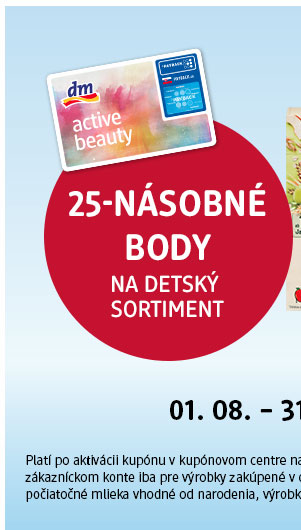 dm
active
beauty
PAYBACK
25-NÁSOBNÉ
BODY
NA DETSKÝ
SORTIMENT
01. 08. – 31
Platí po aktivácii kupónu v kupónovom centre na
zákazníckom konte iba pre výrobky zakúpené v
počiatočné mlieka vhodné od narodenia, výrobk